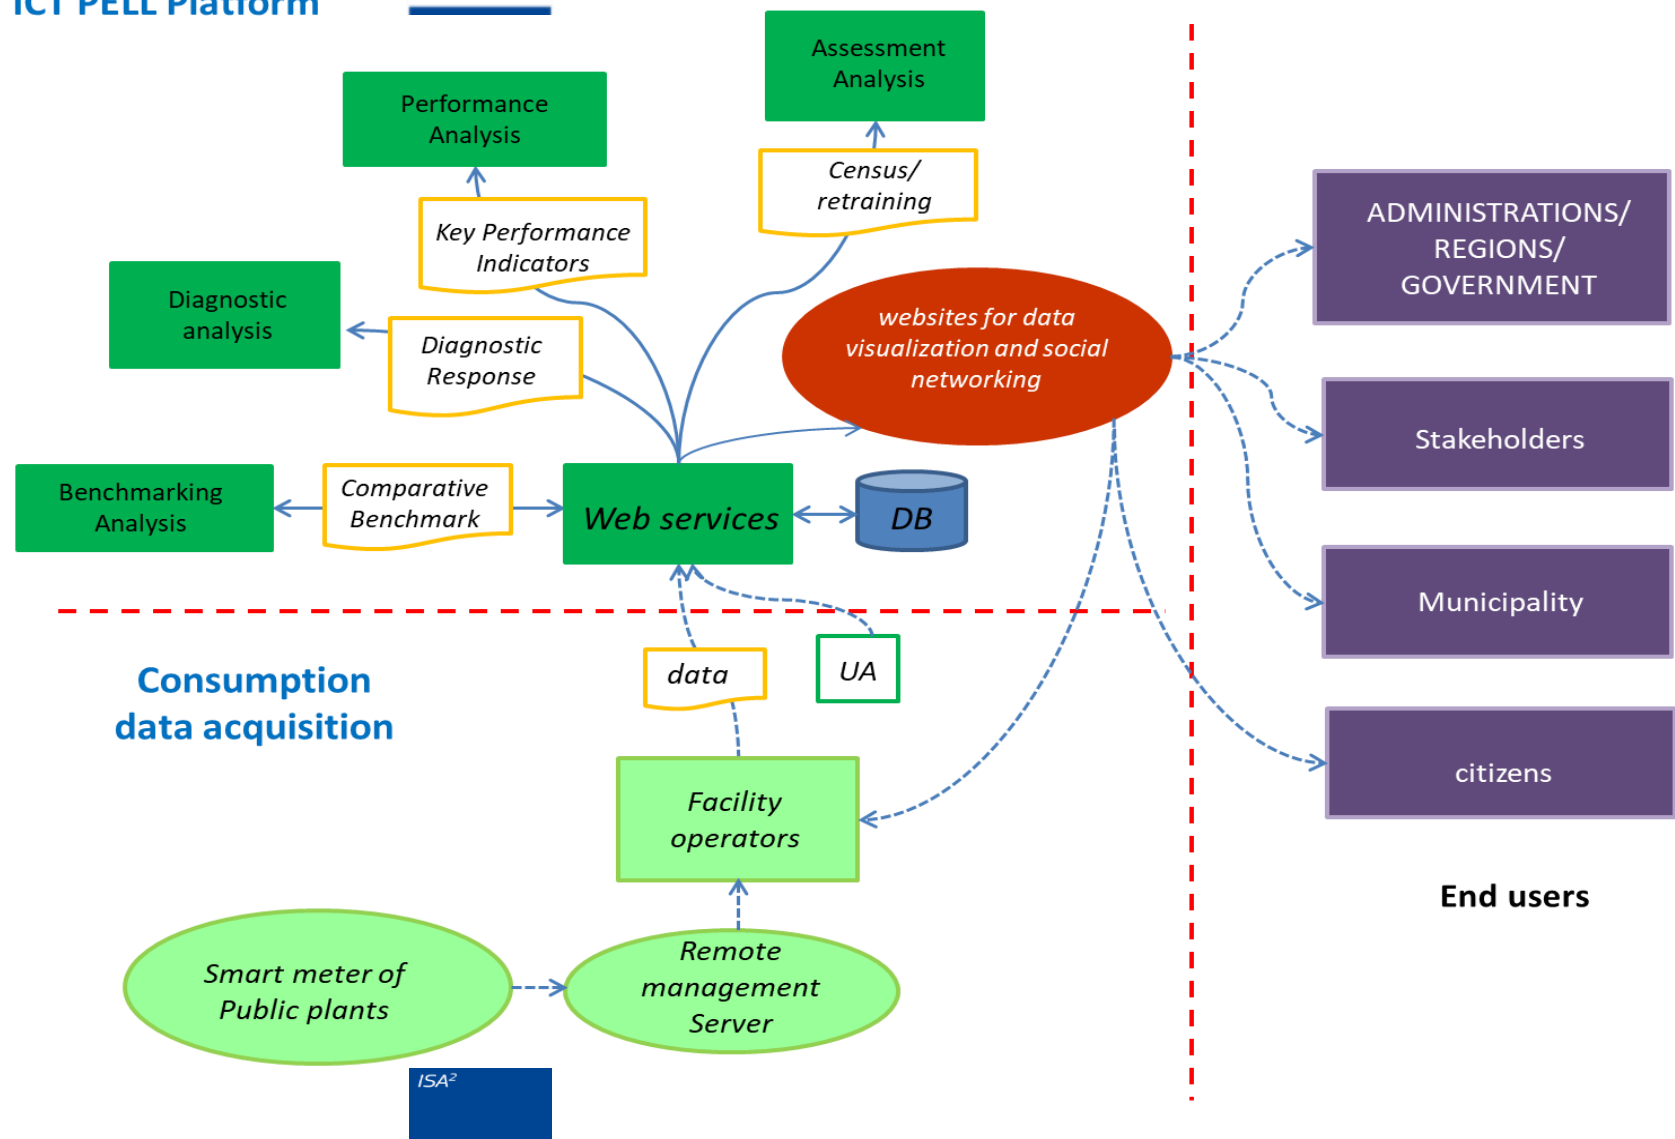 ICT PELL Platform
Assessment
Analysis
Performance
Analysis
Census/
retraining
Key Performance
Indicators
ADMINISTRATIONS/
REGIONS/
GOVERNMENT
Diagnostic
analysis
Diagnostic
Response
websites for data
visualization and social
networking
Stakeholders
Benchmarking
Analysis
Comparative
Benchmark
Web services
DB
Municipality
Consumption
data acquisition
data
UA
citizens
Facility
operators
End users
Smart meter of
Public plants
Remote
management
Server
ISA²